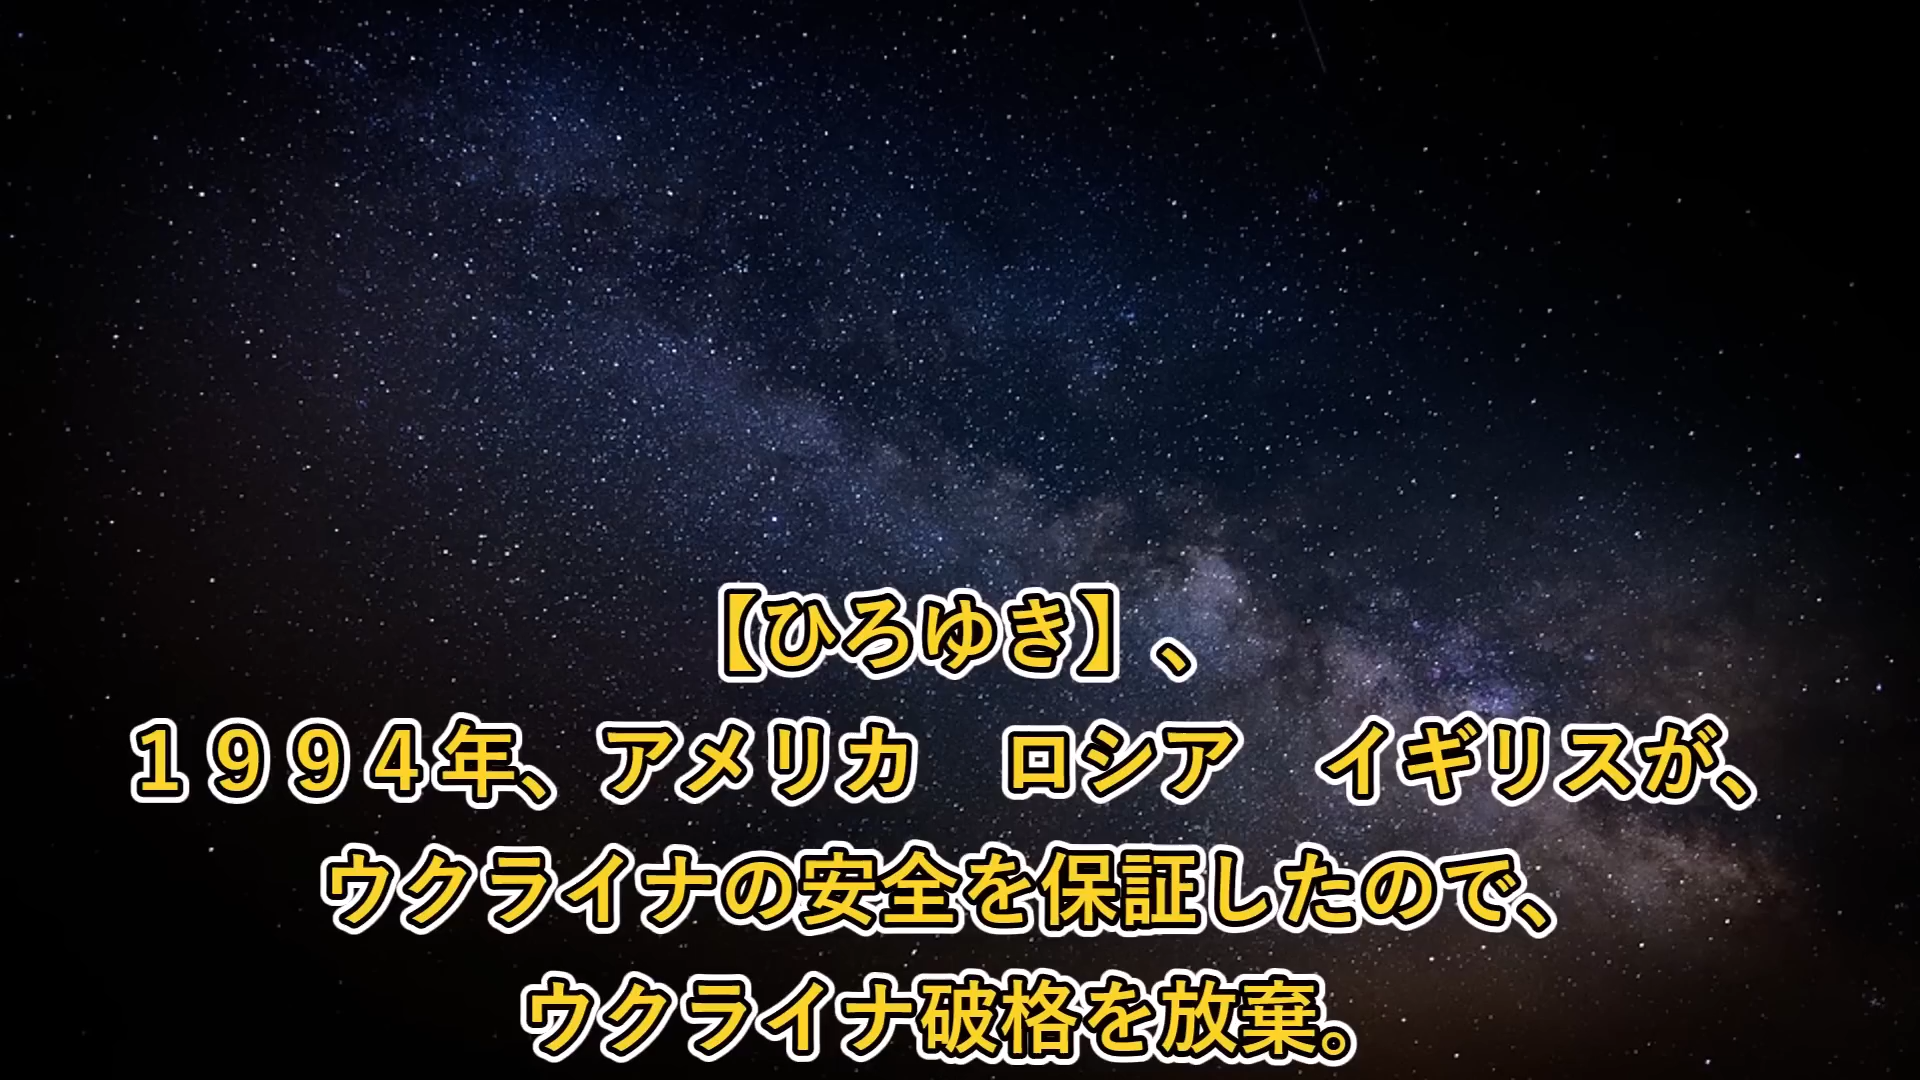 【ひろゆき】、
１９９４年、アメリカ　ロシア　イギリスが、
ウクライナの安全を保証したので、
ウクライナ破格を放棄。